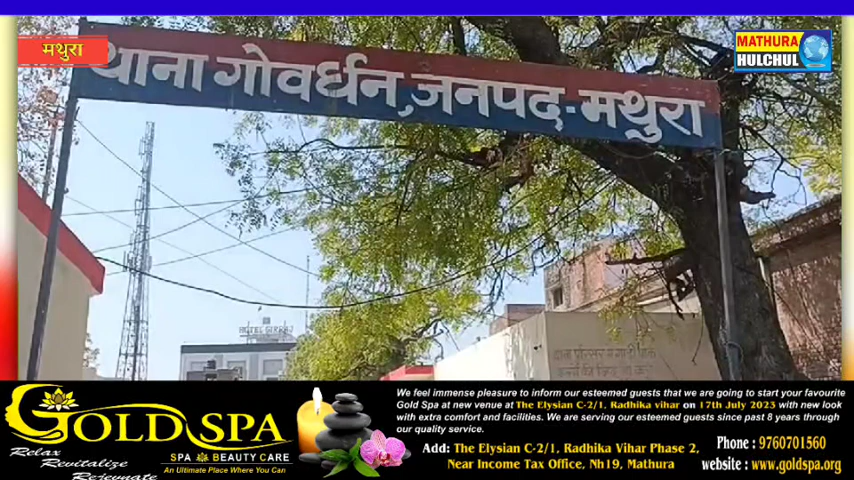 मथुरा
MATHURA
HULCHUL
थाना गोवर्धन, जनपद-मथुरा
HOTEL GIRRAJ
GOLD SPA
SPA BEAUTY CARE
An Ultimate Place Where You Can
Relax
Revitalize
Rejevnate
We feel immense pleasure to inform our esteemed guests that we are going to start your favourite
Gold Spa at new venue at The Elysian C-2/1, Radhika vihar on 17th July 2023 with new look
with extra comfort and facilities. We are serving our esteemed guests since past 8 years through
our quality service.
Add: The Elysian C-2/1, Radhika Vihar Phase 2,
Near Income Tax Office, Nh19, Mathura
Phone : 9760701560
website : www.goldspa.org